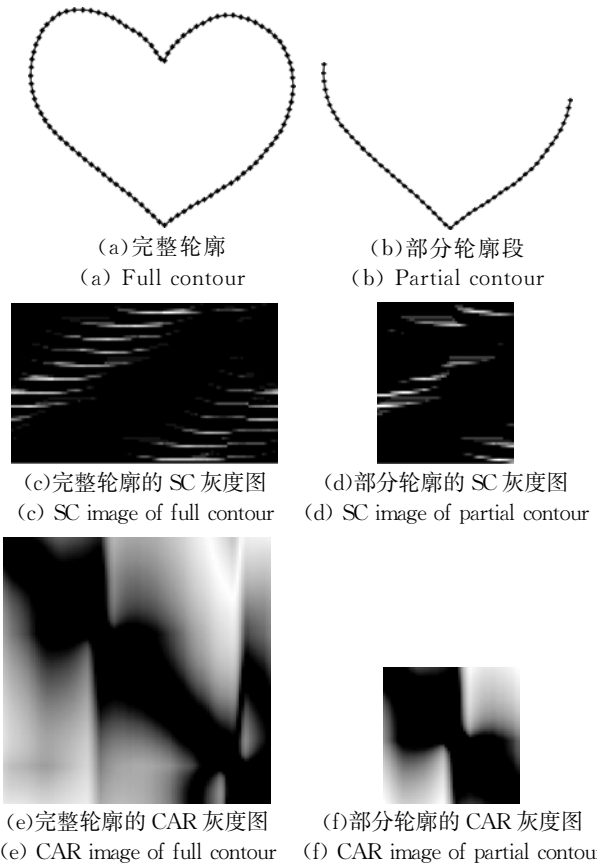 (a)完整轮廓
(a) Full contour
(b)部分轮廓段
(b) Partial contour
(c)完整轮廓的 SC 灰度图
(c) SC image of full contour
(d)部分轮廓的 SC 灰度图
(d) SC image of partial contour
(e)完整轮廓的 CAR 灰度图
(e) CAR image of full contour
(f)部分轮廓的 CAR 灰度图
(f) CAR image of partial contou